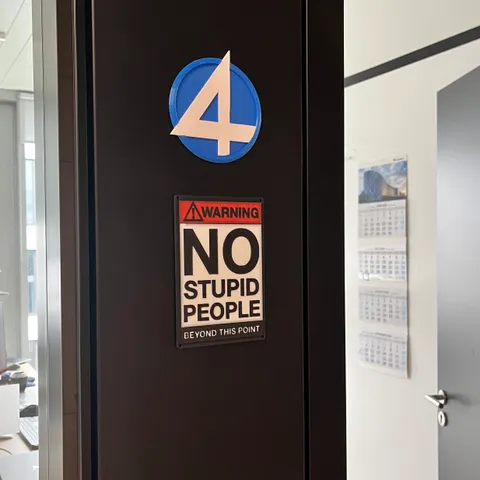 4
WARNING
NO
STUPID
PEOPLE
BEYOND THIS POINT